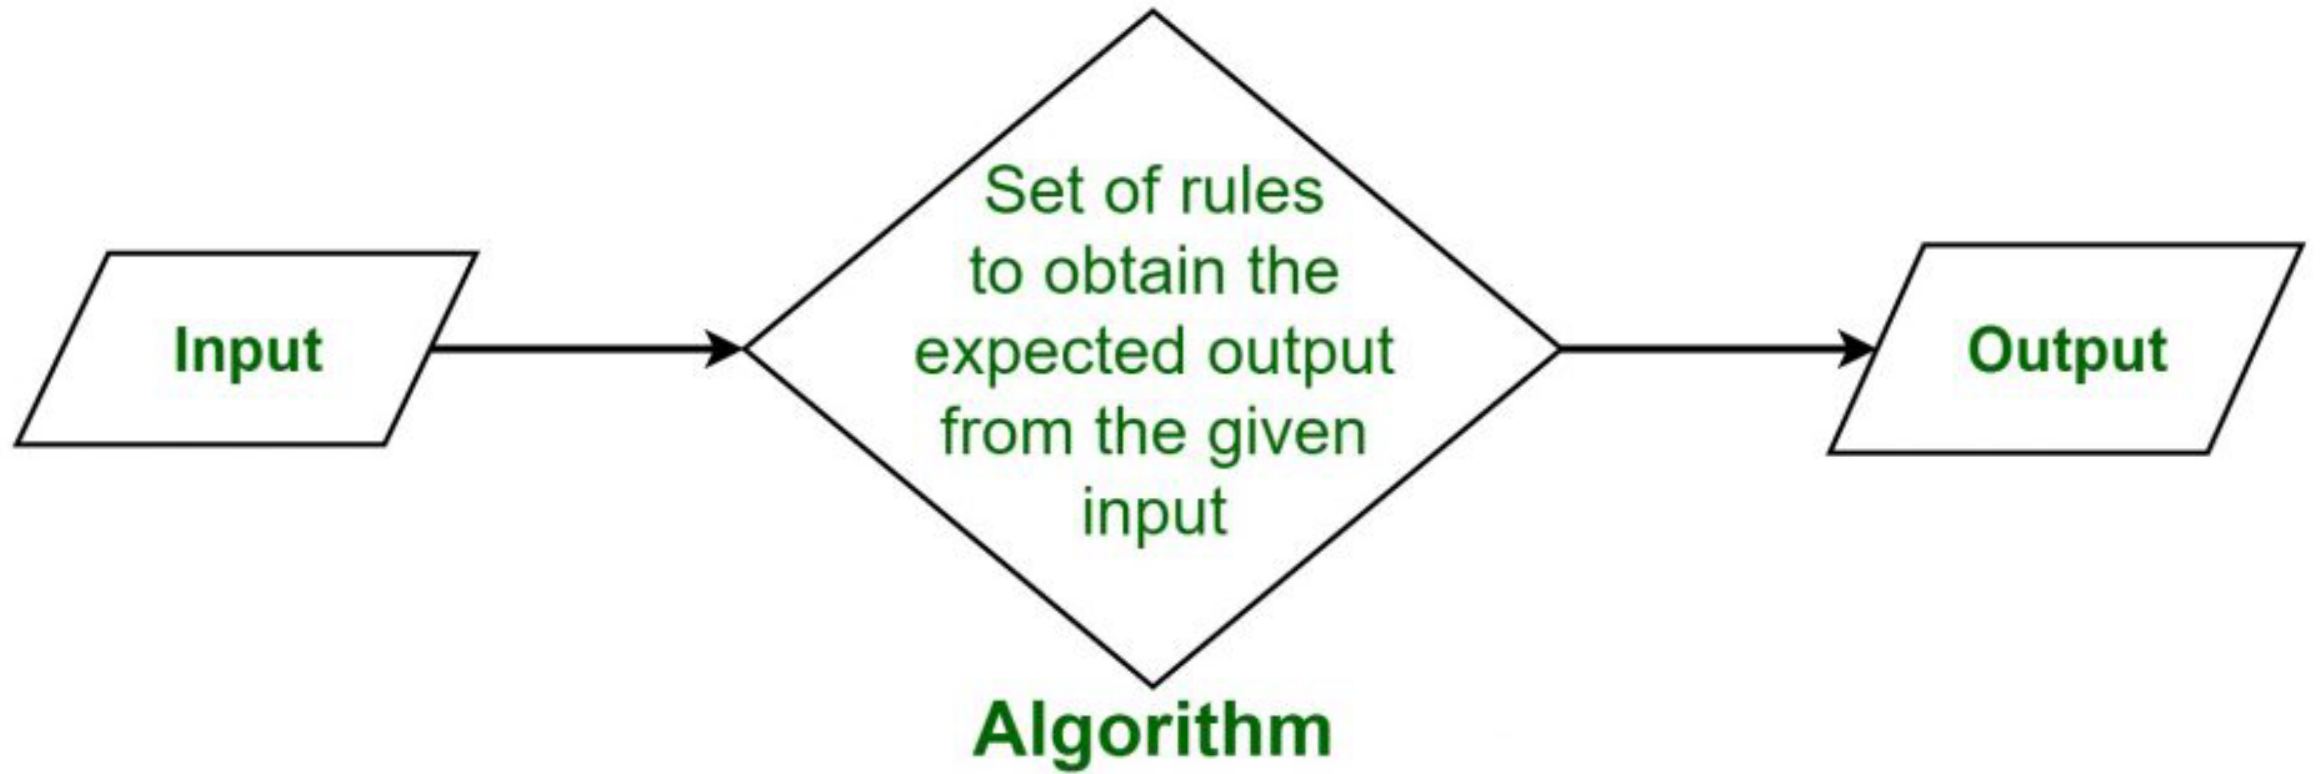 Input
Set of rules
to obtain the
expected output
from the given
input
Output
Algorithm